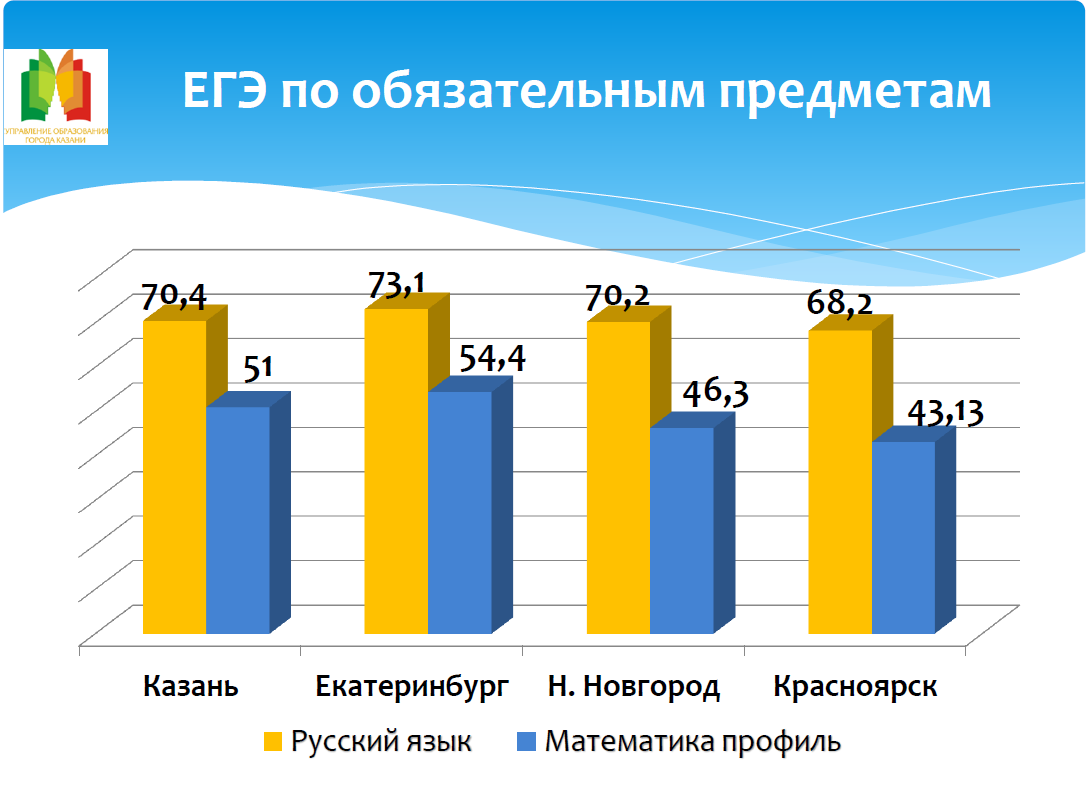 УПРАВЛЕНИЕ ОБРАЗОВАНИЯ
ГОРОДА КАЗАНИ
ЕГЭ по обязательным предметам
70,4
51
73,1
54,4
70,2
46,3
68,2
43,13
Казань
Екатеринбург
Н. Новгород
Красноярск
Русский язык
Математика профиль